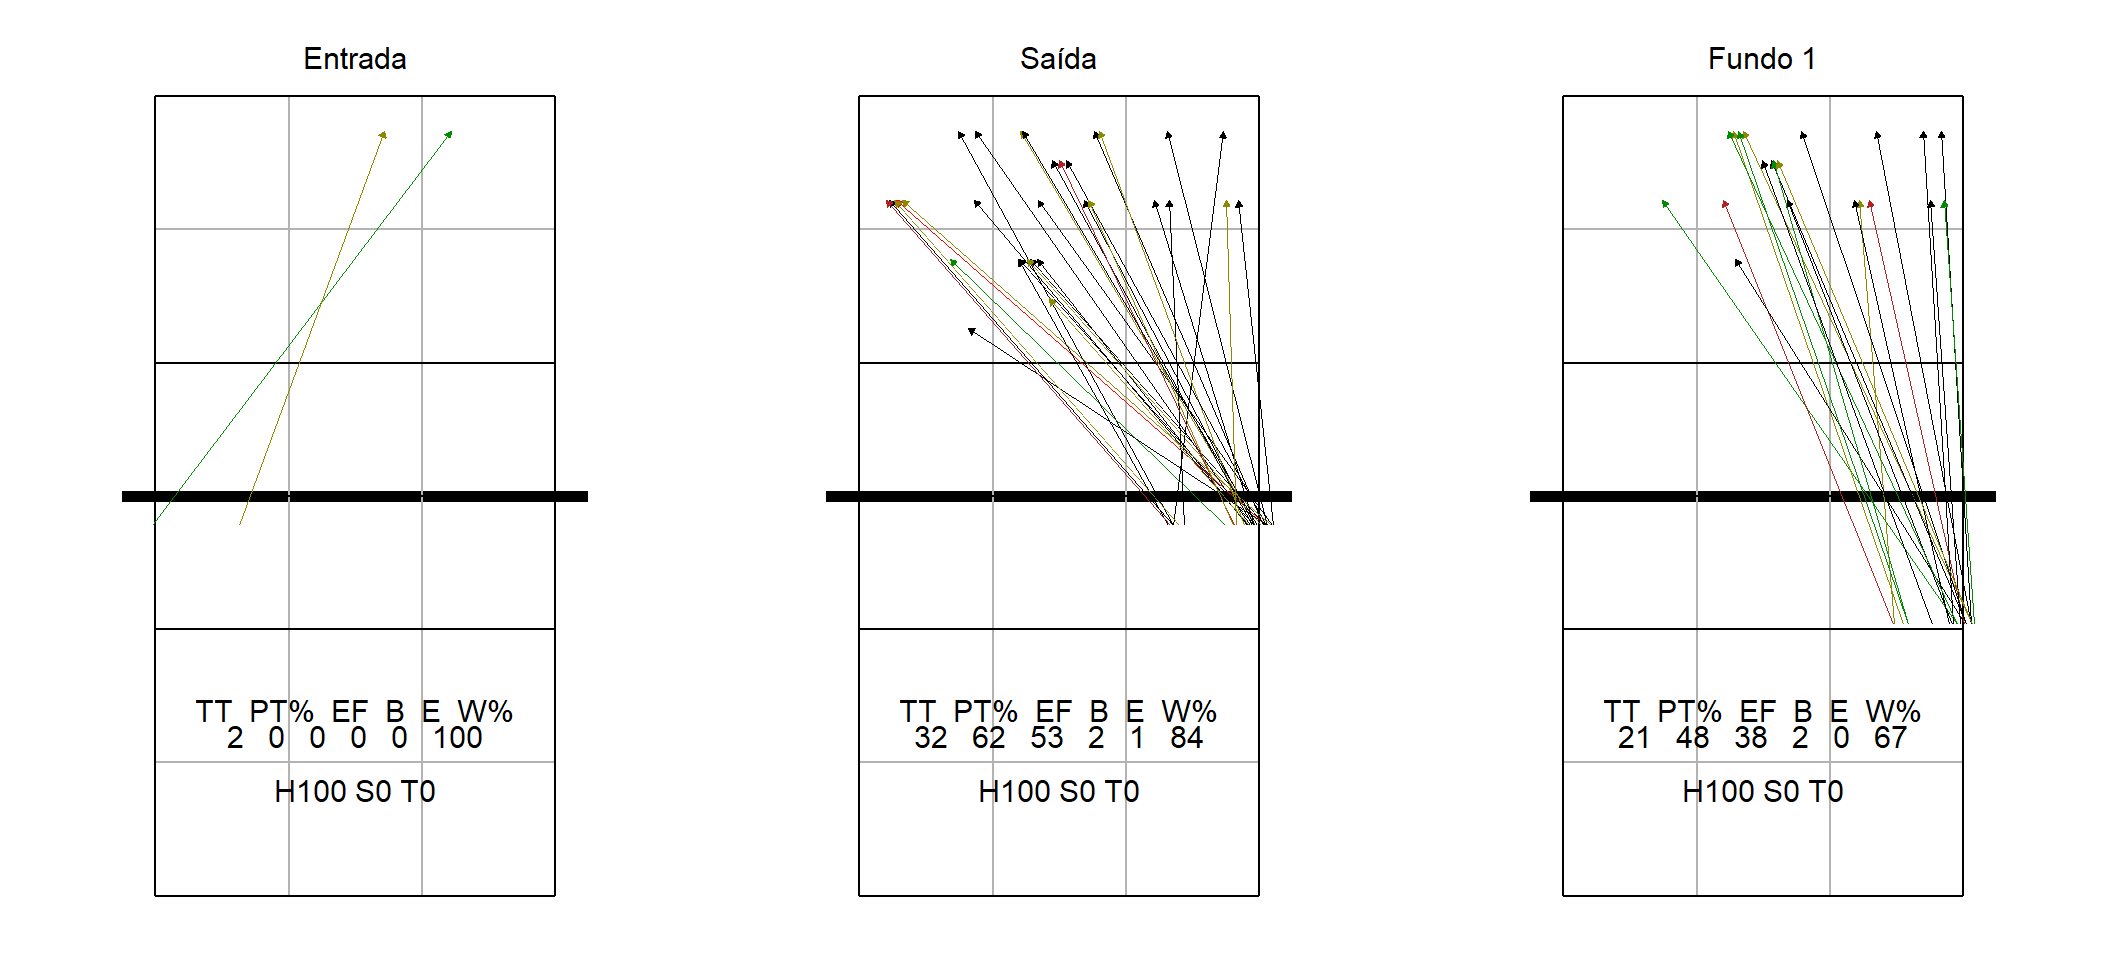 Entrada
TT PT% EF B E W%
2 0 0 0 0 100
H100 S0 T0
Saída
TT PT% EF B E W%
32 62 53 2 1 84
H100 S0 T0
Fundo 1
TT PT% EF B E W%
21 48 38 2 0 67
H100 S0 T0